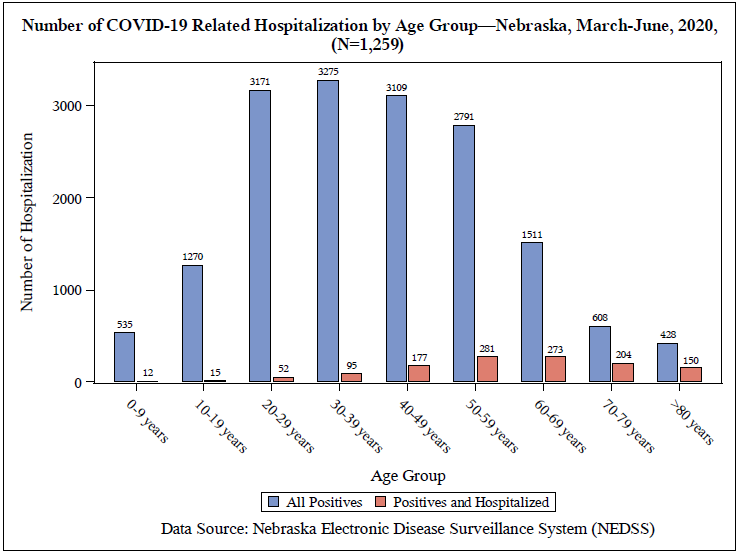 Number of COVID-19 Related Hospitalization by Age Group—Nebraska, March-June, 2020,
(N=1,259)
Number of Hospitalization
3000
2000
1000
0
535
12
1270
15
3171
52
3275
95
3109
177
2791
281
1511
273
608
204
428
150
0-9 years
10-19 years
20-29 years
30-39 years
40-49 years
50-59 years
60-69 years
70-79 years
>80 years
Age Group
All Positives
Positives and Hospitalized
Data Source: Nebraska Electronic Disease Surveillance System (NEDSS)